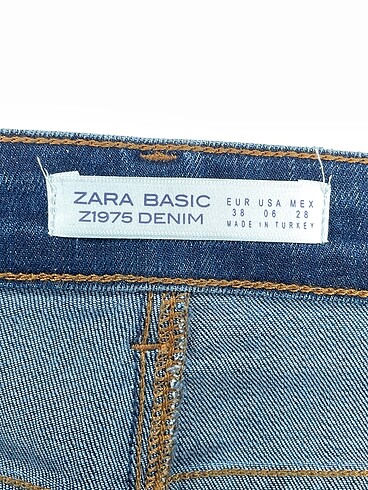 ZARA BASIC
Z1975 DENIM
EUR USA MEX
38 06 28
MADE IN TURKEY